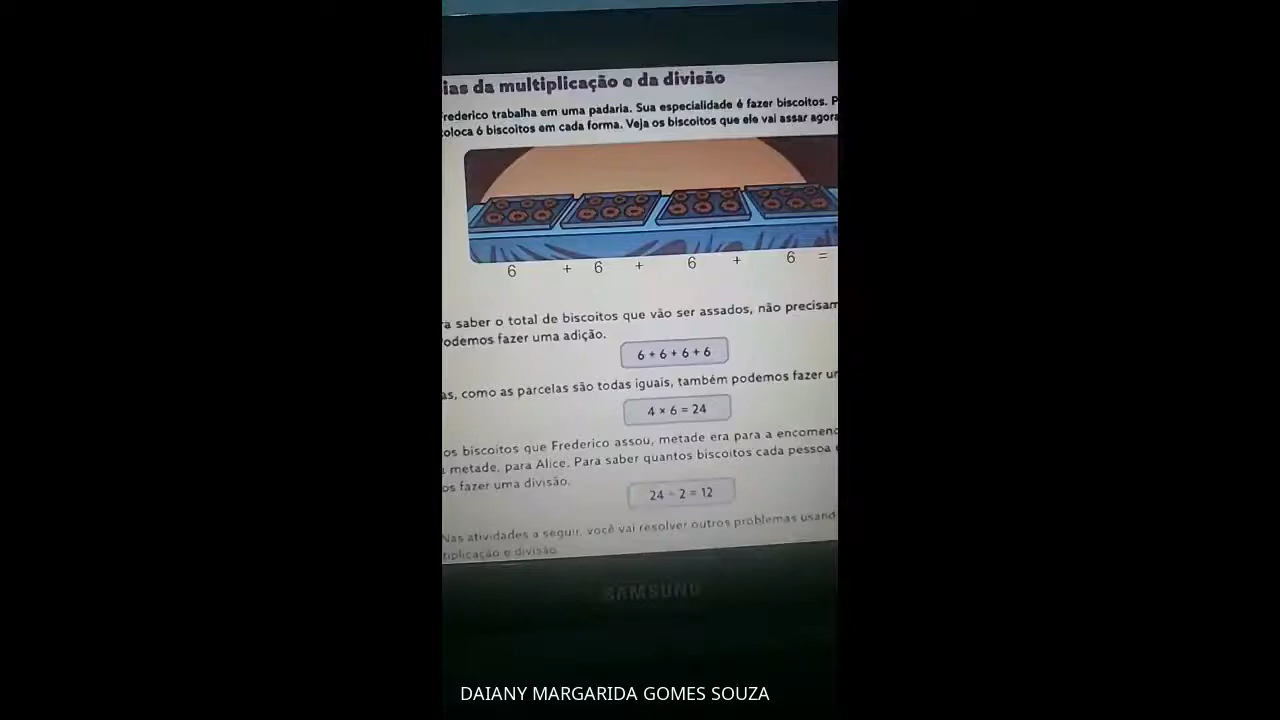 ias da multiplicação e da divisão
rederico trabalha em uma padaria. Sua especialidade é fazer biscoitos. P
oloca 6 biscoitos em cada forma. Veja os biscoitos que ele vai assar agora
6 + 6 + 6 + 6 =
a saber o total de biscoitos que vão ser assados, não precisam
odemos fazer uma adição.
6 + 6 + 6 + 6
as, como as parcelas são todas iguais, também podemos fazer um
4 × 6 = 24
os biscoitos que Frederico assou, metade era para a encomend
metade, para Alice. Para saber quantos biscoitos cada pessoa
os fazer uma divisão.
24 ÷ 2 = 12
Nas atividades a seguir, você vai resolver outros problemas usand
tiplicação e divisão
SAMSUNG
DAIANY MARGARIDA GOMES SOUZA